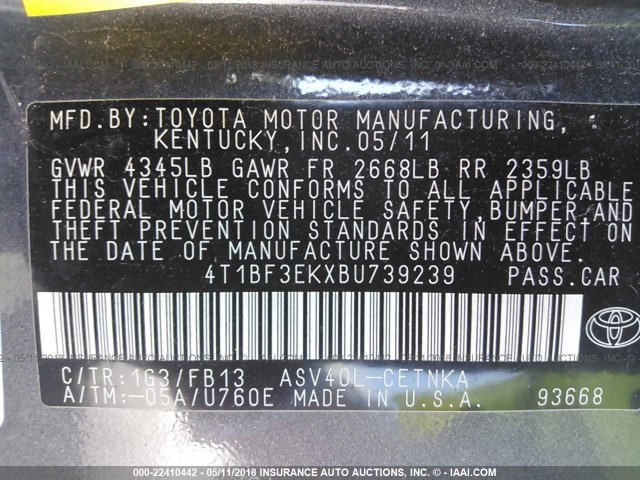 MFD.BY:TOYOTA MOTOR MANUFACTURING,
KENTUCKY,INC.05/11
GVWR 4345LB GAWR FR 2668LB RR 2359LB
THIS VEHICLE CONFORMS TO ALL APPLICABLE
FEDERAL MOTOR VEHICLE SAFETY,BUMPER AND
THEFT PREVENTION STANDARDS IN EFFECT ON
THE DATE OF MANUFACTURE SHOWN ABOVE.
4T1BF3EKXBU739239 PASS.CAR
C/TR:1G3/FB13 ASV40L-CETNKA
A/TM:-05A/U760E MADE IN U.S.A. 93668
TOYOTA
000-22410442 - 05/11/2018 - INSURANCE AUTO AUCTIONS INC. - © - IAAI.COM